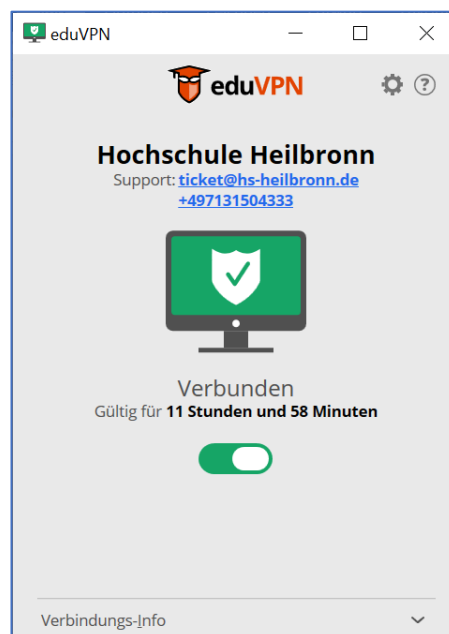 eduVPN
eduVPN
Hochschule Heilbronn
Support: ticket@hs-heilbronn.de
+497131504333
Verbunden
Gültig für 11 Stunden und 58 Minuten
Verbindungs-Info